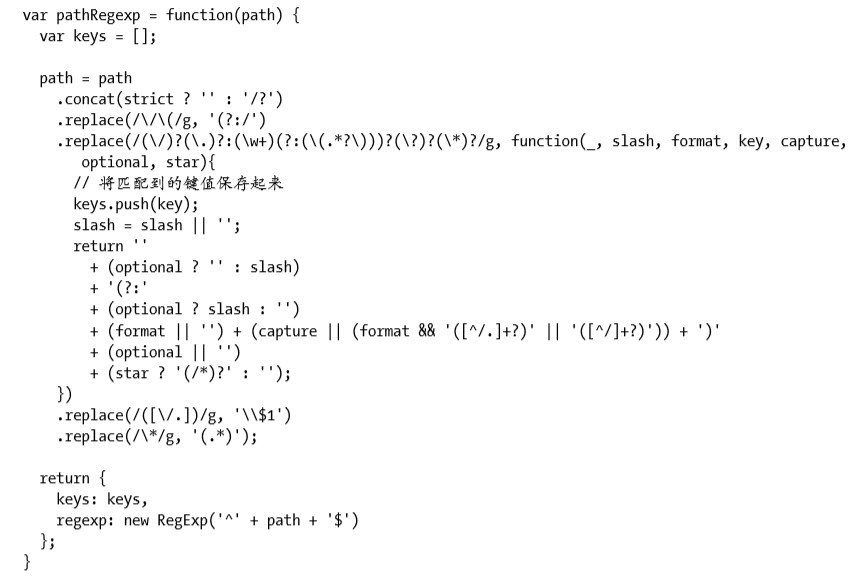 var pathRegexp = function(path) {
  var keys = [];

  path = path
    .concat(strict ? '' : '/?')
    .replace(/\/\(/g, '(?:/')
    .replace(/(\/)?(\.)?:(\w+)(?:(\(.*?\)))?(\?)?(\*)?/g, function(_, slash, format, key, capture,
       optional, star){
      // 将匹配到的键值保存起来
      keys.push(key);
      slash = slash || '';
      return ''
        + (optional ? '' : slash)
        + '(?:'
        + (optional ? slash : '')
        + (format || '') + (capture || (format && '([^/.]+?)' || '([^/]+?)')) + ')'
        + (optional || '')
        + (star ? '(/*)?' : '');
    })
    .replace(/([\/.])/g, '\\$1')
    .replace(/\*/g, '(.*)');

  return {
    keys: keys,
    regexp: new RegExp('^' + path + '$')
  };
}